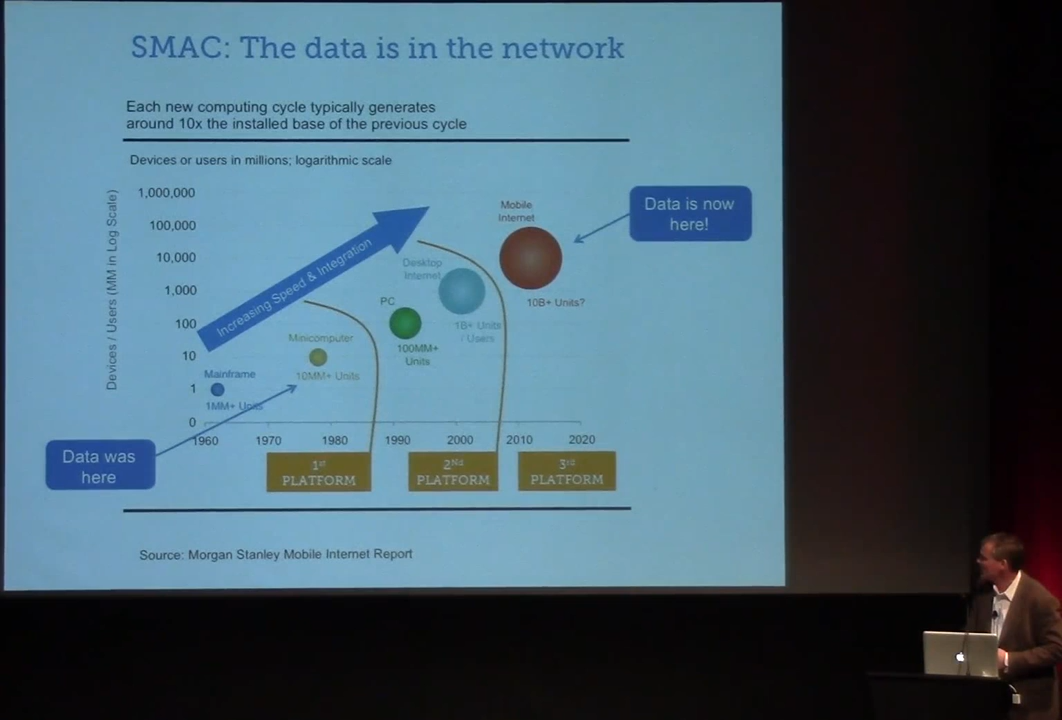 SMAC: The data is in the network
Each new computing cycle typically generates
around 10x the installed base of the previous cycle
Devices or users in millions; logarithmic scale
Devices / Users (MM in Log Scale)
1,000,000
100,000
10,000
1,000
100
10
1
0
Increasing Speed & Integration
Mainframe
1MM+ Units
Minicomputer
10MM+ Units
PC
100MM+
Units
Desktop
Internet
1B+ Units
/ Users
Mobile
Internet
10B+ Units?
Data is now
here!
Data was
here
1960
1970
1980
1990
2000
2010
2020
1st
PLATFORM
2Nd
PLATFORM
3rd
PLATFORM
Source: Morgan Stanley Mobile Internet Report